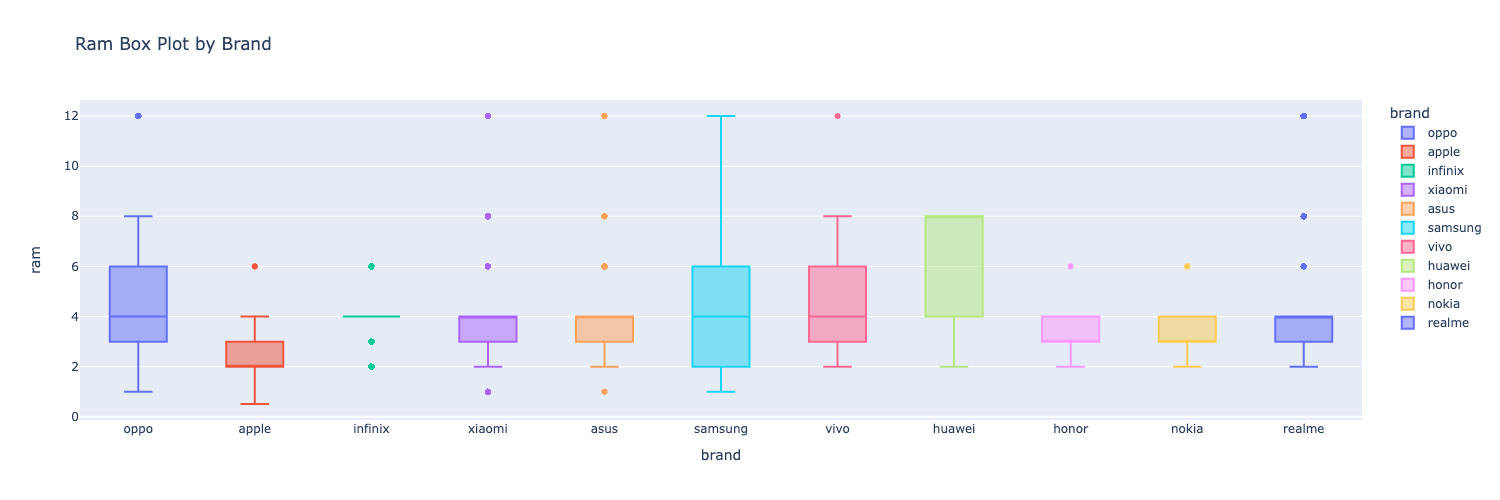 Ram Box Plot by Brand
ram
12
10
8
6
4
2
0
oppo apple infinix xiaomi asus samsung vivo huawei honor nokia realme
brand
brand
oppo
apple
infinix
xiaomi
asus
samsung
vivo
huawei
honor
nokia
realme